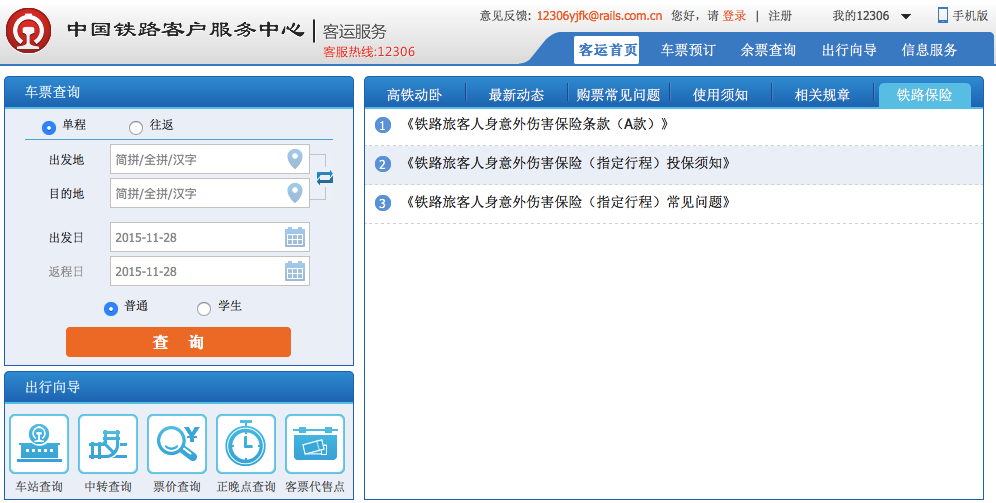 意见反馈: 12306yjfk@rails.com.cn 您好，请 登录 | 注册 我的12306 手机版
中国铁路客户服务中心 客运服务
客服热线:12306
客运首页 车票预订 余票查询 出行向导 信息服务
车票查询
单程 往返
出发地 简拼/全拼/汉字
目的地 简拼/全拼/汉字
出发日 2015-11-28
返程日 2015-11-28
普通 学生
查 询
出行向导
车站查询 中转查询 票价查询 正晚点查询 客票代售点
高铁动卧 最新动态 购票常见问题 使用须知 相关规章 铁路保险
1 《铁路旅客人身意外伤害保险条款（A款）》
2 《铁路旅客人身意外伤害保险（指定行程）投保须知》
3 《铁路旅客人身意外伤害保险（指定行程）常见问题》